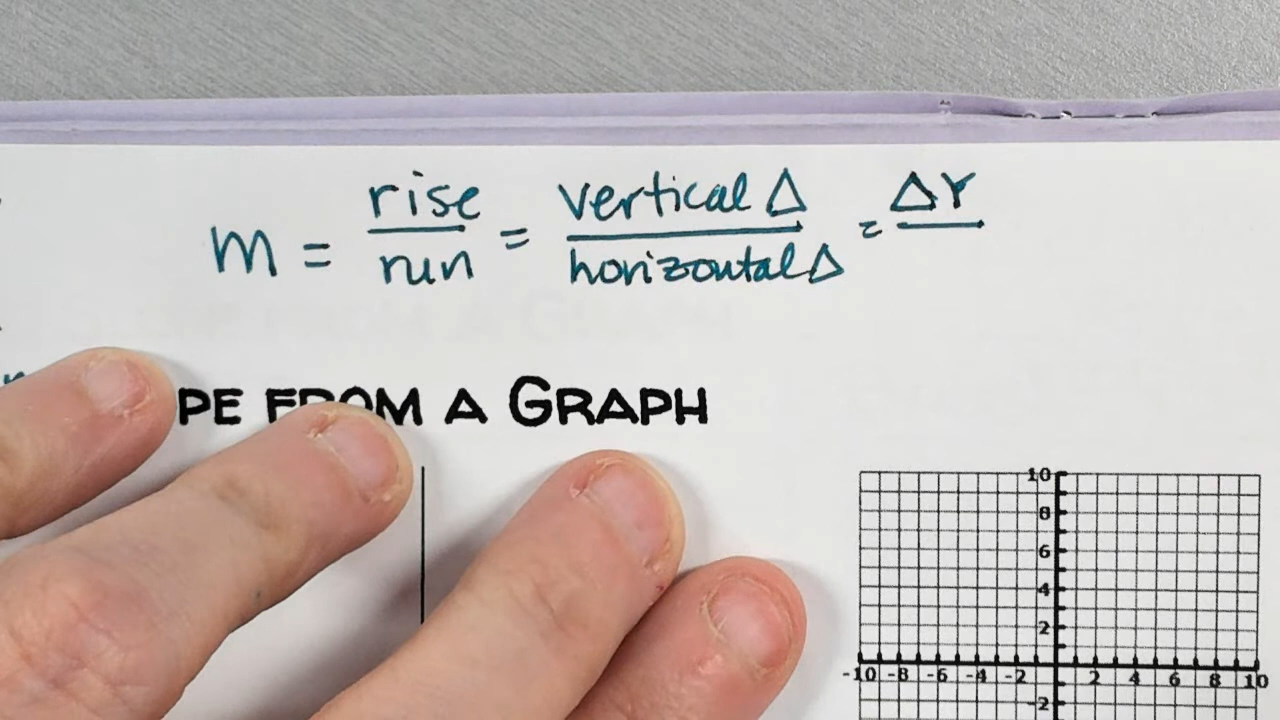 m = rise/run = vertical Δ/horizontal Δ = ΔY/
PE FROM A GRAPH
10
8
6
4
2
-10 -8 -6 -4 -2 2 4 6 8 10
-2